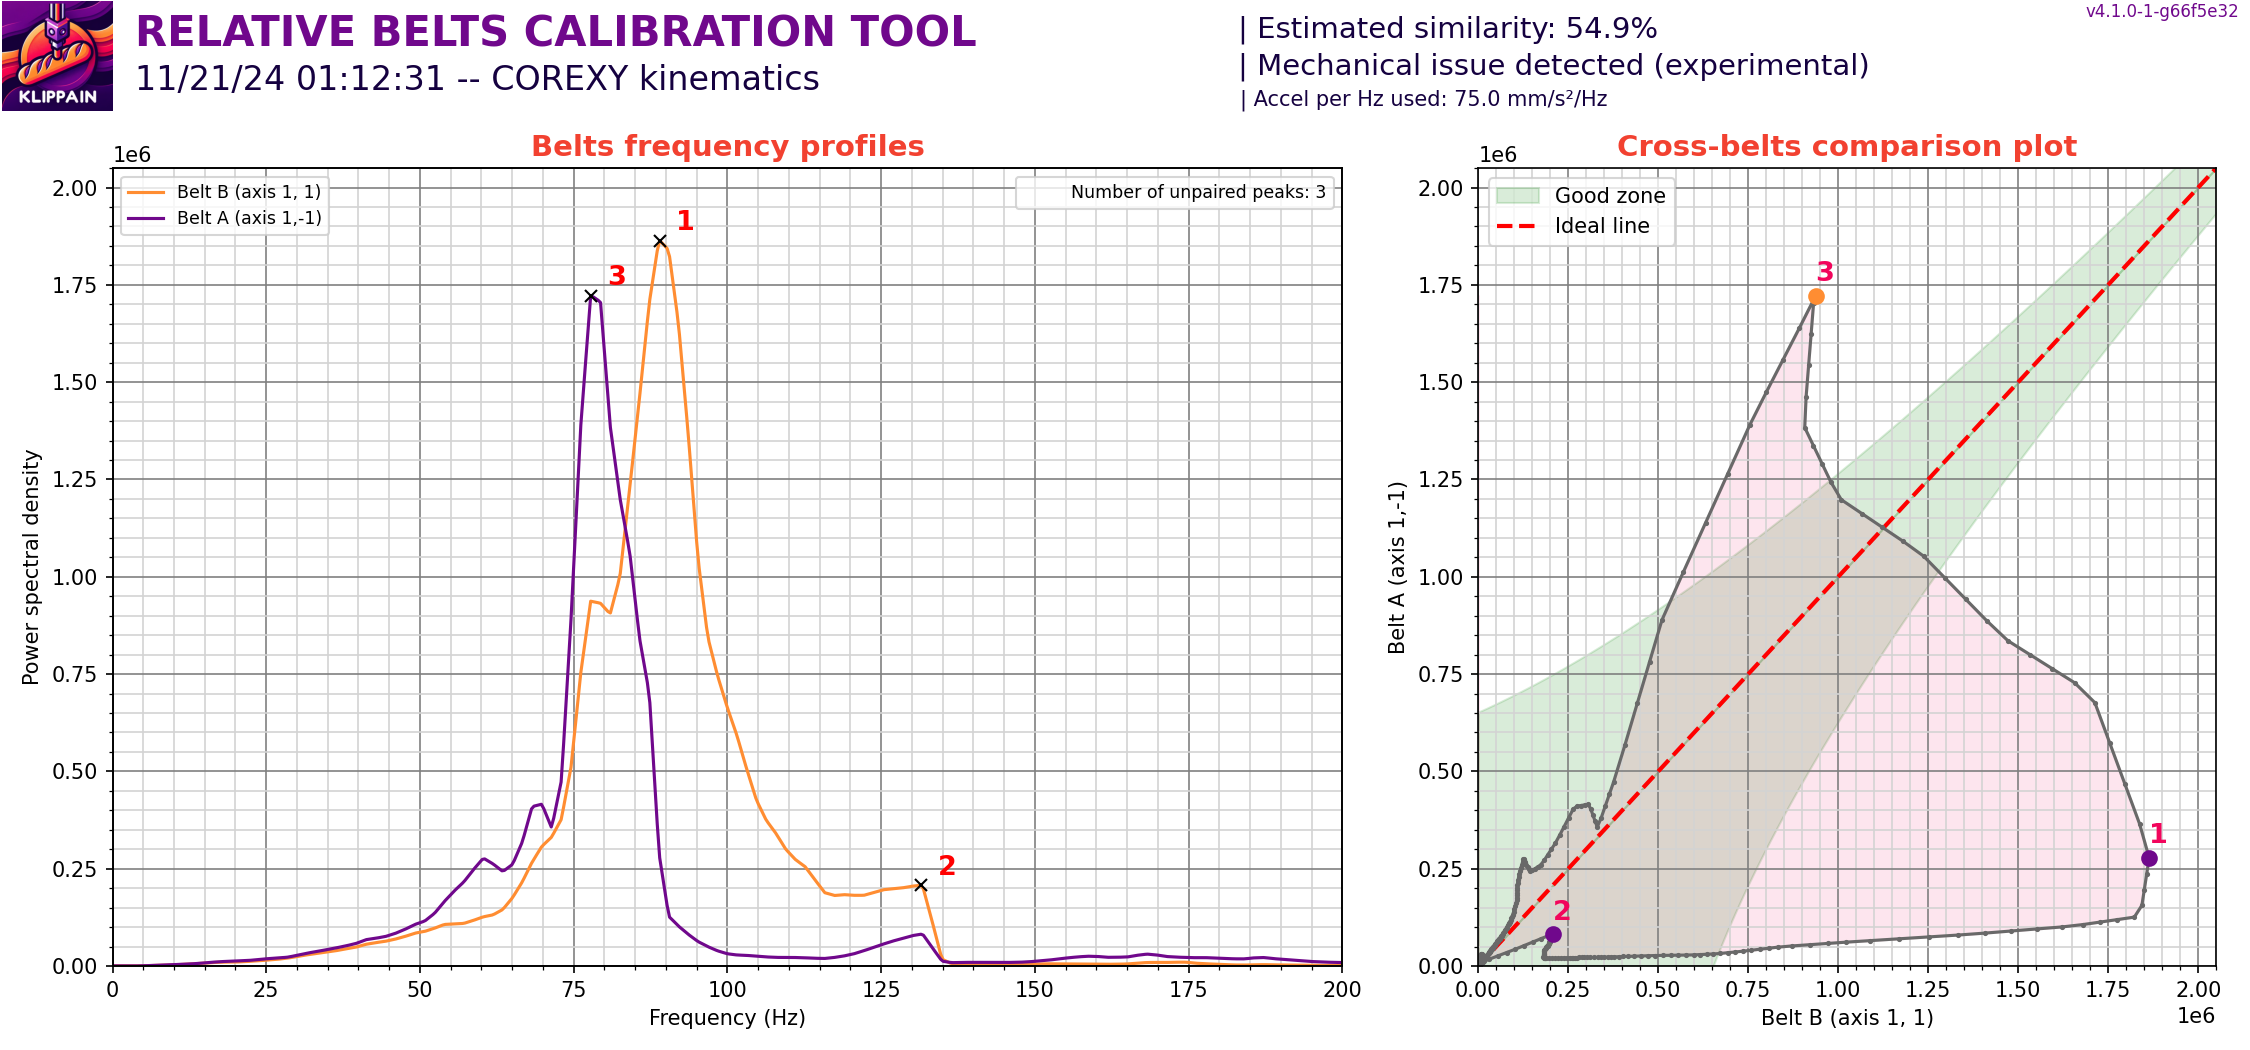 KLIPPAIN
RELATIVE BELTS CALIBRATION TOOL
11/21/24 01:12:31 -- COREXY kinematics
| Estimated similarity: 54.9%
| Mechanical issue detected (experimental)
| Accel per Hz used: 75.0 mm/s²/Hz
v4.1.0-1-g66f5e32
Belts frequency profiles
1e6
Belt B (axis 1, 1)
Belt A (axis 1,-1)
Number of unpaired peaks: 3
1
3
2
Power spectral density
2.00
1.75
1.50
1.25
1.00
0.75
0.50
0.25
0.00
0
25
50
75
100
125
150
175
200
Frequency (Hz)
Cross-belts comparison plot
1e6
Good zone
Ideal line
3
1
2
Belt A (axis 1,-1)
2.00
1.75
1.50
1.25
1.00
0.75
0.50
0.25
0.00
0.00
0.25
0.50
0.75
1.00
1.25
1.50
1.75
2.00
Belt B (axis 1, 1)
1e6